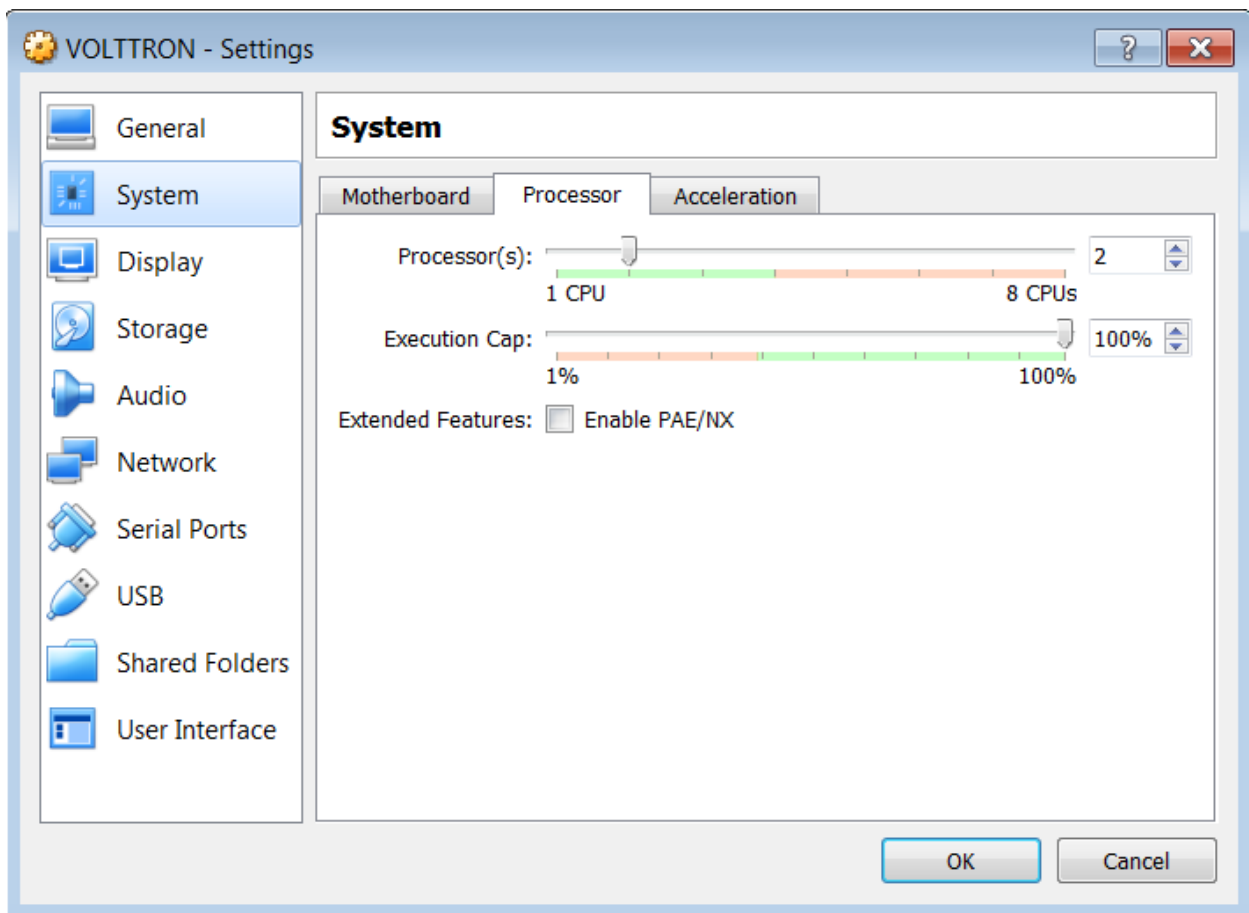 VOLTTRON - Settings
General
System
Display
Storage
Audio
Network
Serial Ports
USB
Shared Folders
User Interface
System
Motherboard Processor Acceleration
Processor(s): 2
1 CPU 8 CPUs
Execution Cap: 100%
1% 100%
Extended Features: Enable PAE/NX
OK Cancel